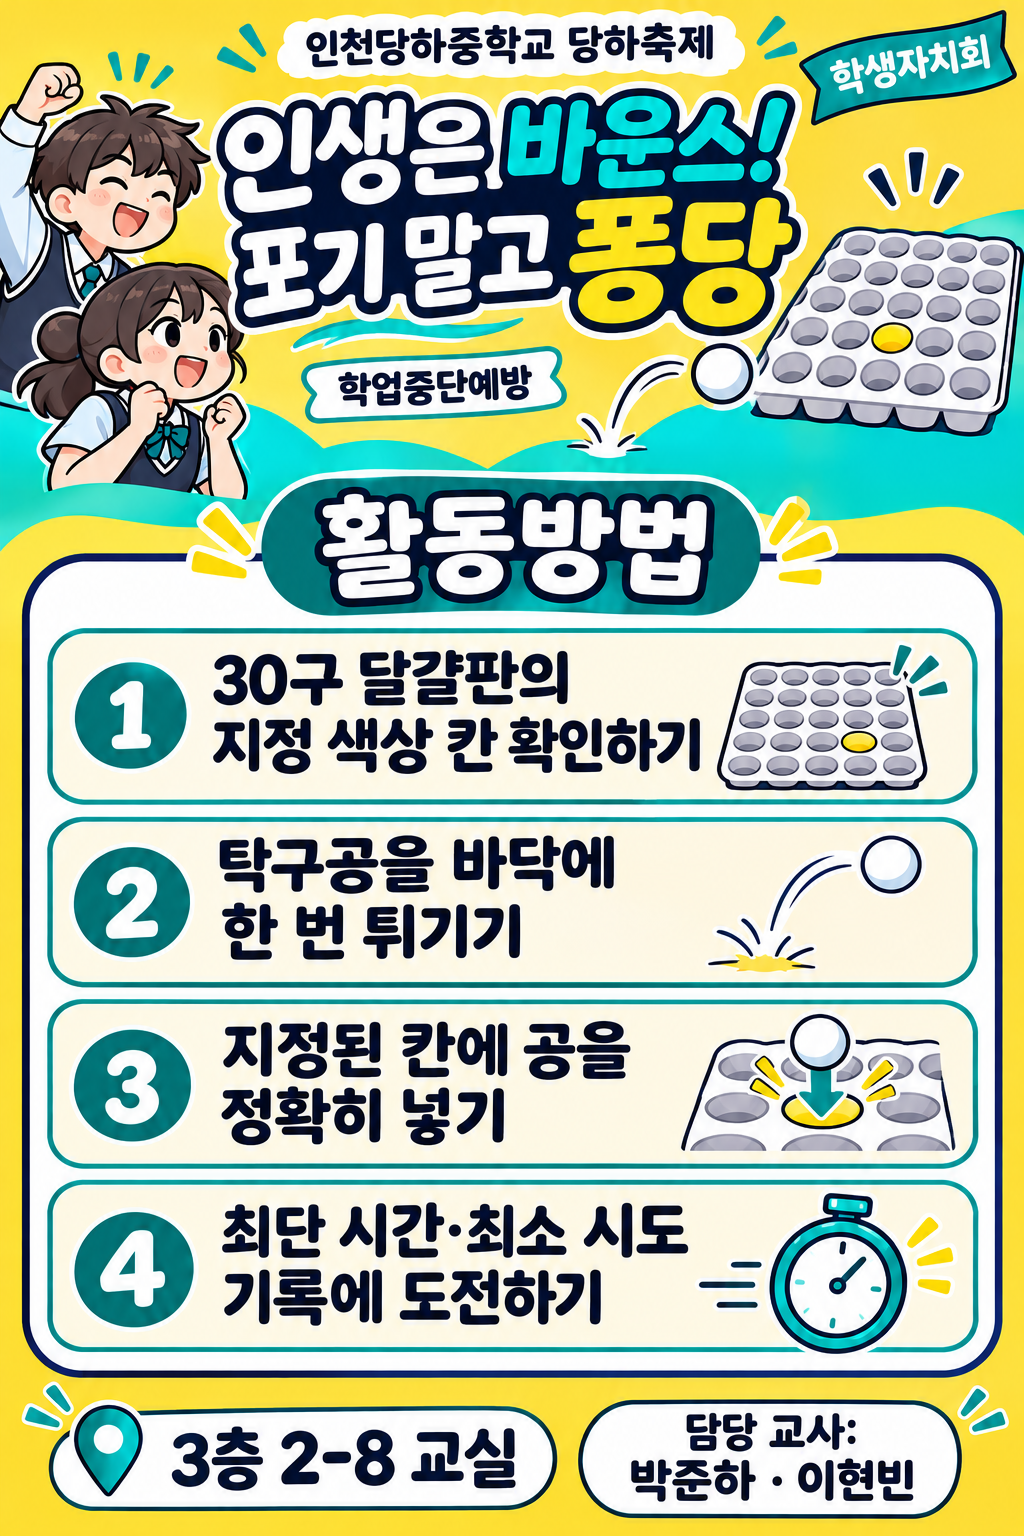 인천당하중학교 당하축제
학생자치회
인생은 바운스!
포기 말고 퐁당
학업중단예방
활동방법
1
30구 달걀판의
지정 색상 칸 확인하기
2
탁구공을 바닥에
한 번 튀기기
3
지정된 칸에 공을
정확히 넣기
4
최단 시간·최소 시도
기록에 도전하기
3층 2-8 교실
담당 교사:
박준하 · 이현빈